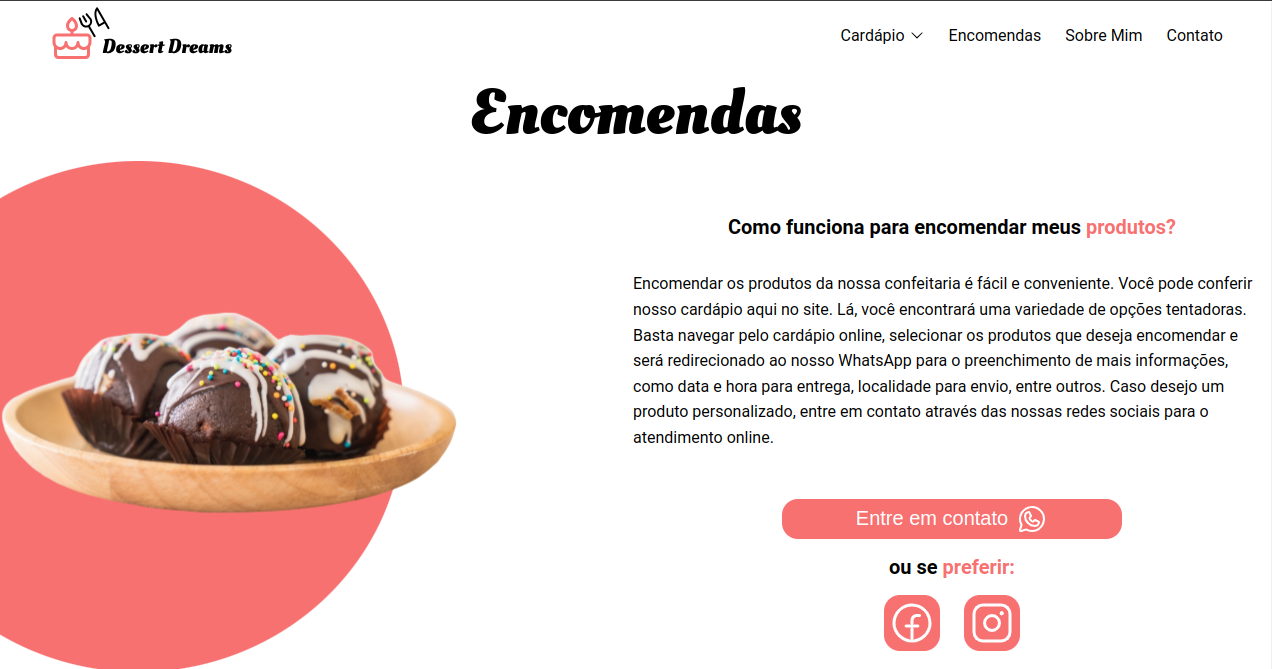 Dessert Dreams
Cardápio
Encomendas
Sobre Mim
Contato
Encomendas
Como funciona para encomendar meus produtos?
Encomendar os produtos da nossa confeitaria é fácil e conveniente. Você pode conferir
nosso cardápio aqui no site. Lá, você encontrará uma variedade de opções tentadoras.
Basta navegar pelo cardápio online, selecionar os produtos que deseja encomendar e
será redirecionado ao nosso WhatsApp para o preenchimento de mais informações,
como data e hora para entrega, localidade para envio, entre outros. Caso desejo um
produto personalizado, entre em contato através das nossas redes sociais para o
atendimento online.
Entre em contato
ou se preferir: